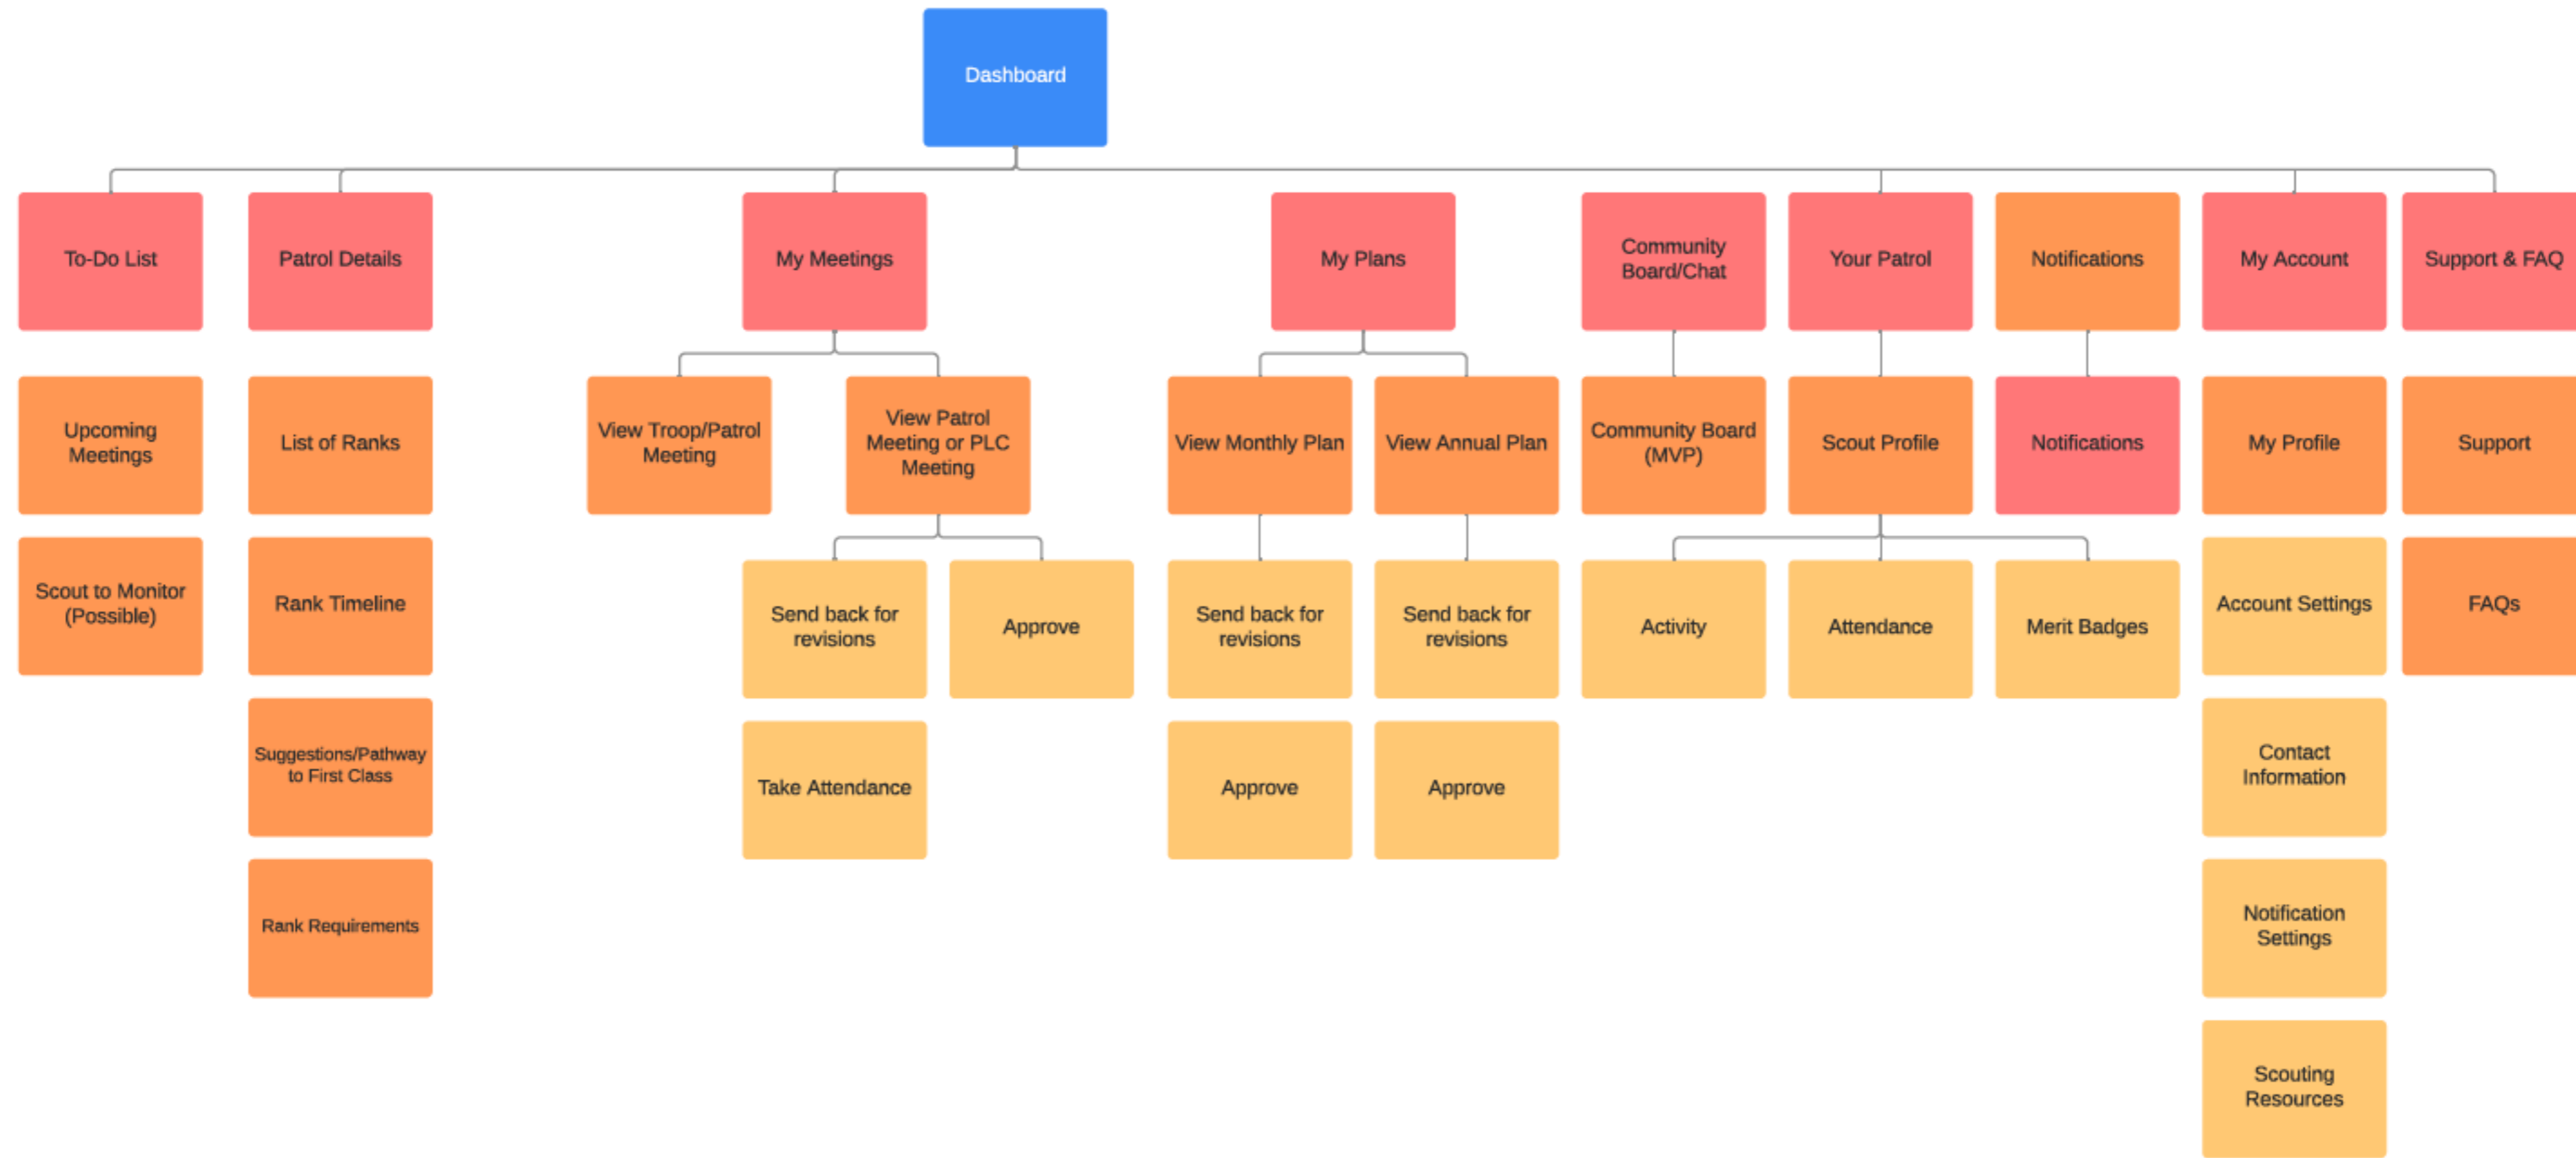 Dashboard
To-Do List
Patrol Details
My Meetings
My Plans
Community
Board/Chat
Your Patrol
Notifications
My Account
Support & FAQ
Upcoming
Meetings
List of Ranks
View Troop/Patrol
Meeting
View Patrol
Meeting or PLC
Meeting
View Monthly Plan
View Annual Plan
Community Board
(MVP)
Scout Profile
Notifications
My Profile
Support
Scout to Monitor
(Possible)
Rank Timeline
Send back for
revisions
Approve
Send back for
revisions
Send back for
revisions
Activity
Attendance
Merit Badges
Account Settings
FAQs
Suggestions/Pathway
to First Class
Take Attendance
Approve
Approve
Contact
Information
Rank Requirements
Notification
Settings
Scouting
Resources